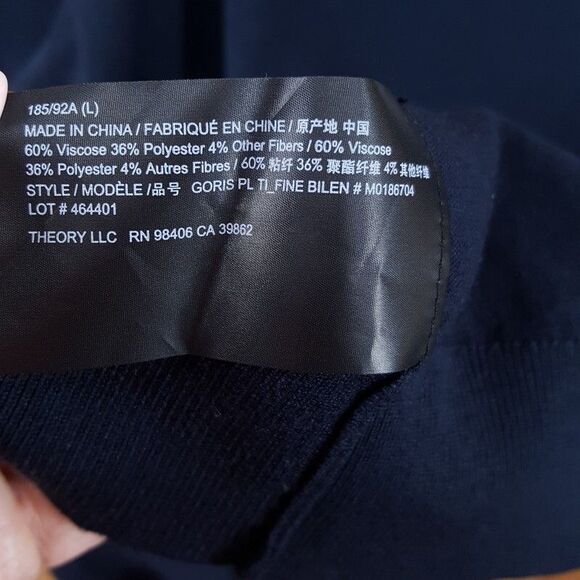 185/92A (L)
MADE IN CHINA / FABRIQUÉ EN CHINE / 原产地 中国
60% Viscose 36% Polyester 4% Other Fibers / 60% Viscose
36% Polyester 4% Autres Fibres / 60% 粘纤 36% 聚酯纤维 4% 其他纤维
STYLE / MODÈLE /品号 GORIS PL TI_FINE BILEN # M0186704
LOT # 464401
THEORY LLC RN 98406 CA 39862